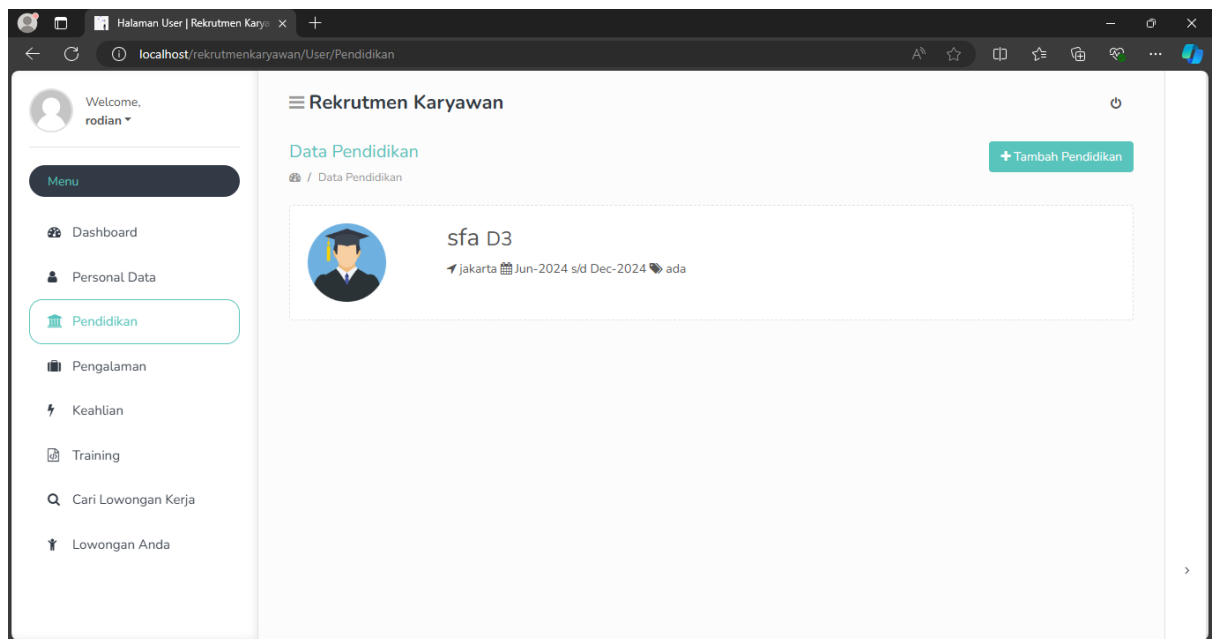 Halaman User | Rekrutmen Karya
localhost/rekrutmenkaryawan/User/Pendidikan
Welcome,
rodian
Menu
Dashboard
Personal Data
Pendidikan
Pengalaman
Keahlian
Training
Cari Lowongan Kerja
Lowongan Anda
Rekrutmen Karyawan
Data Pendidikan
+ Tambah Pendidikan
/ Data Pendidikan
sfa D3
jakarta Jun-2024 s/d Dec-2024 ada